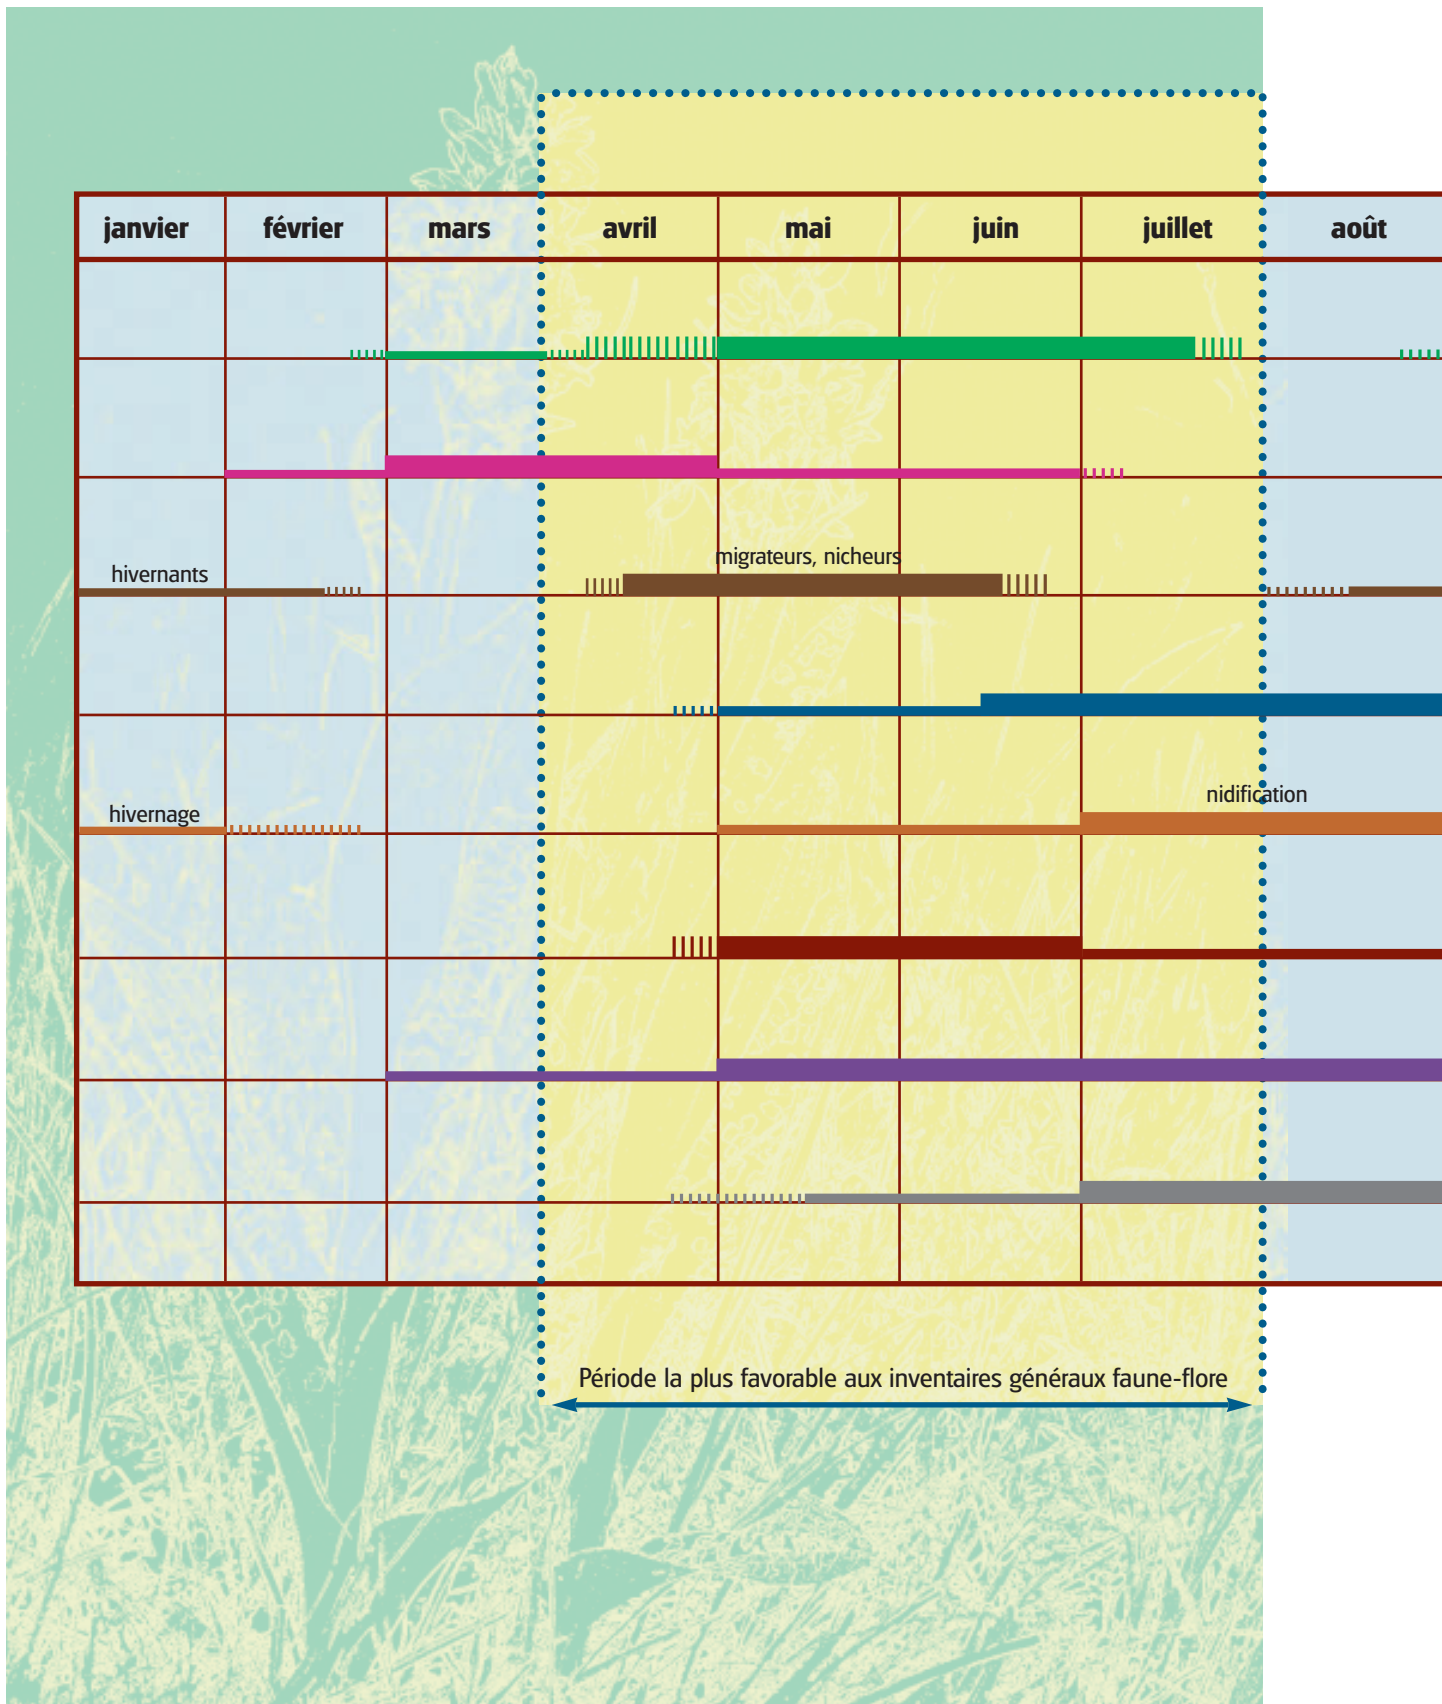 janvier février mars avril mai juin juillet août
migrateurs, nicheurs
hivernants
nidification
hivernage
Période la plus favorable aux inventaires généraux faune-flore